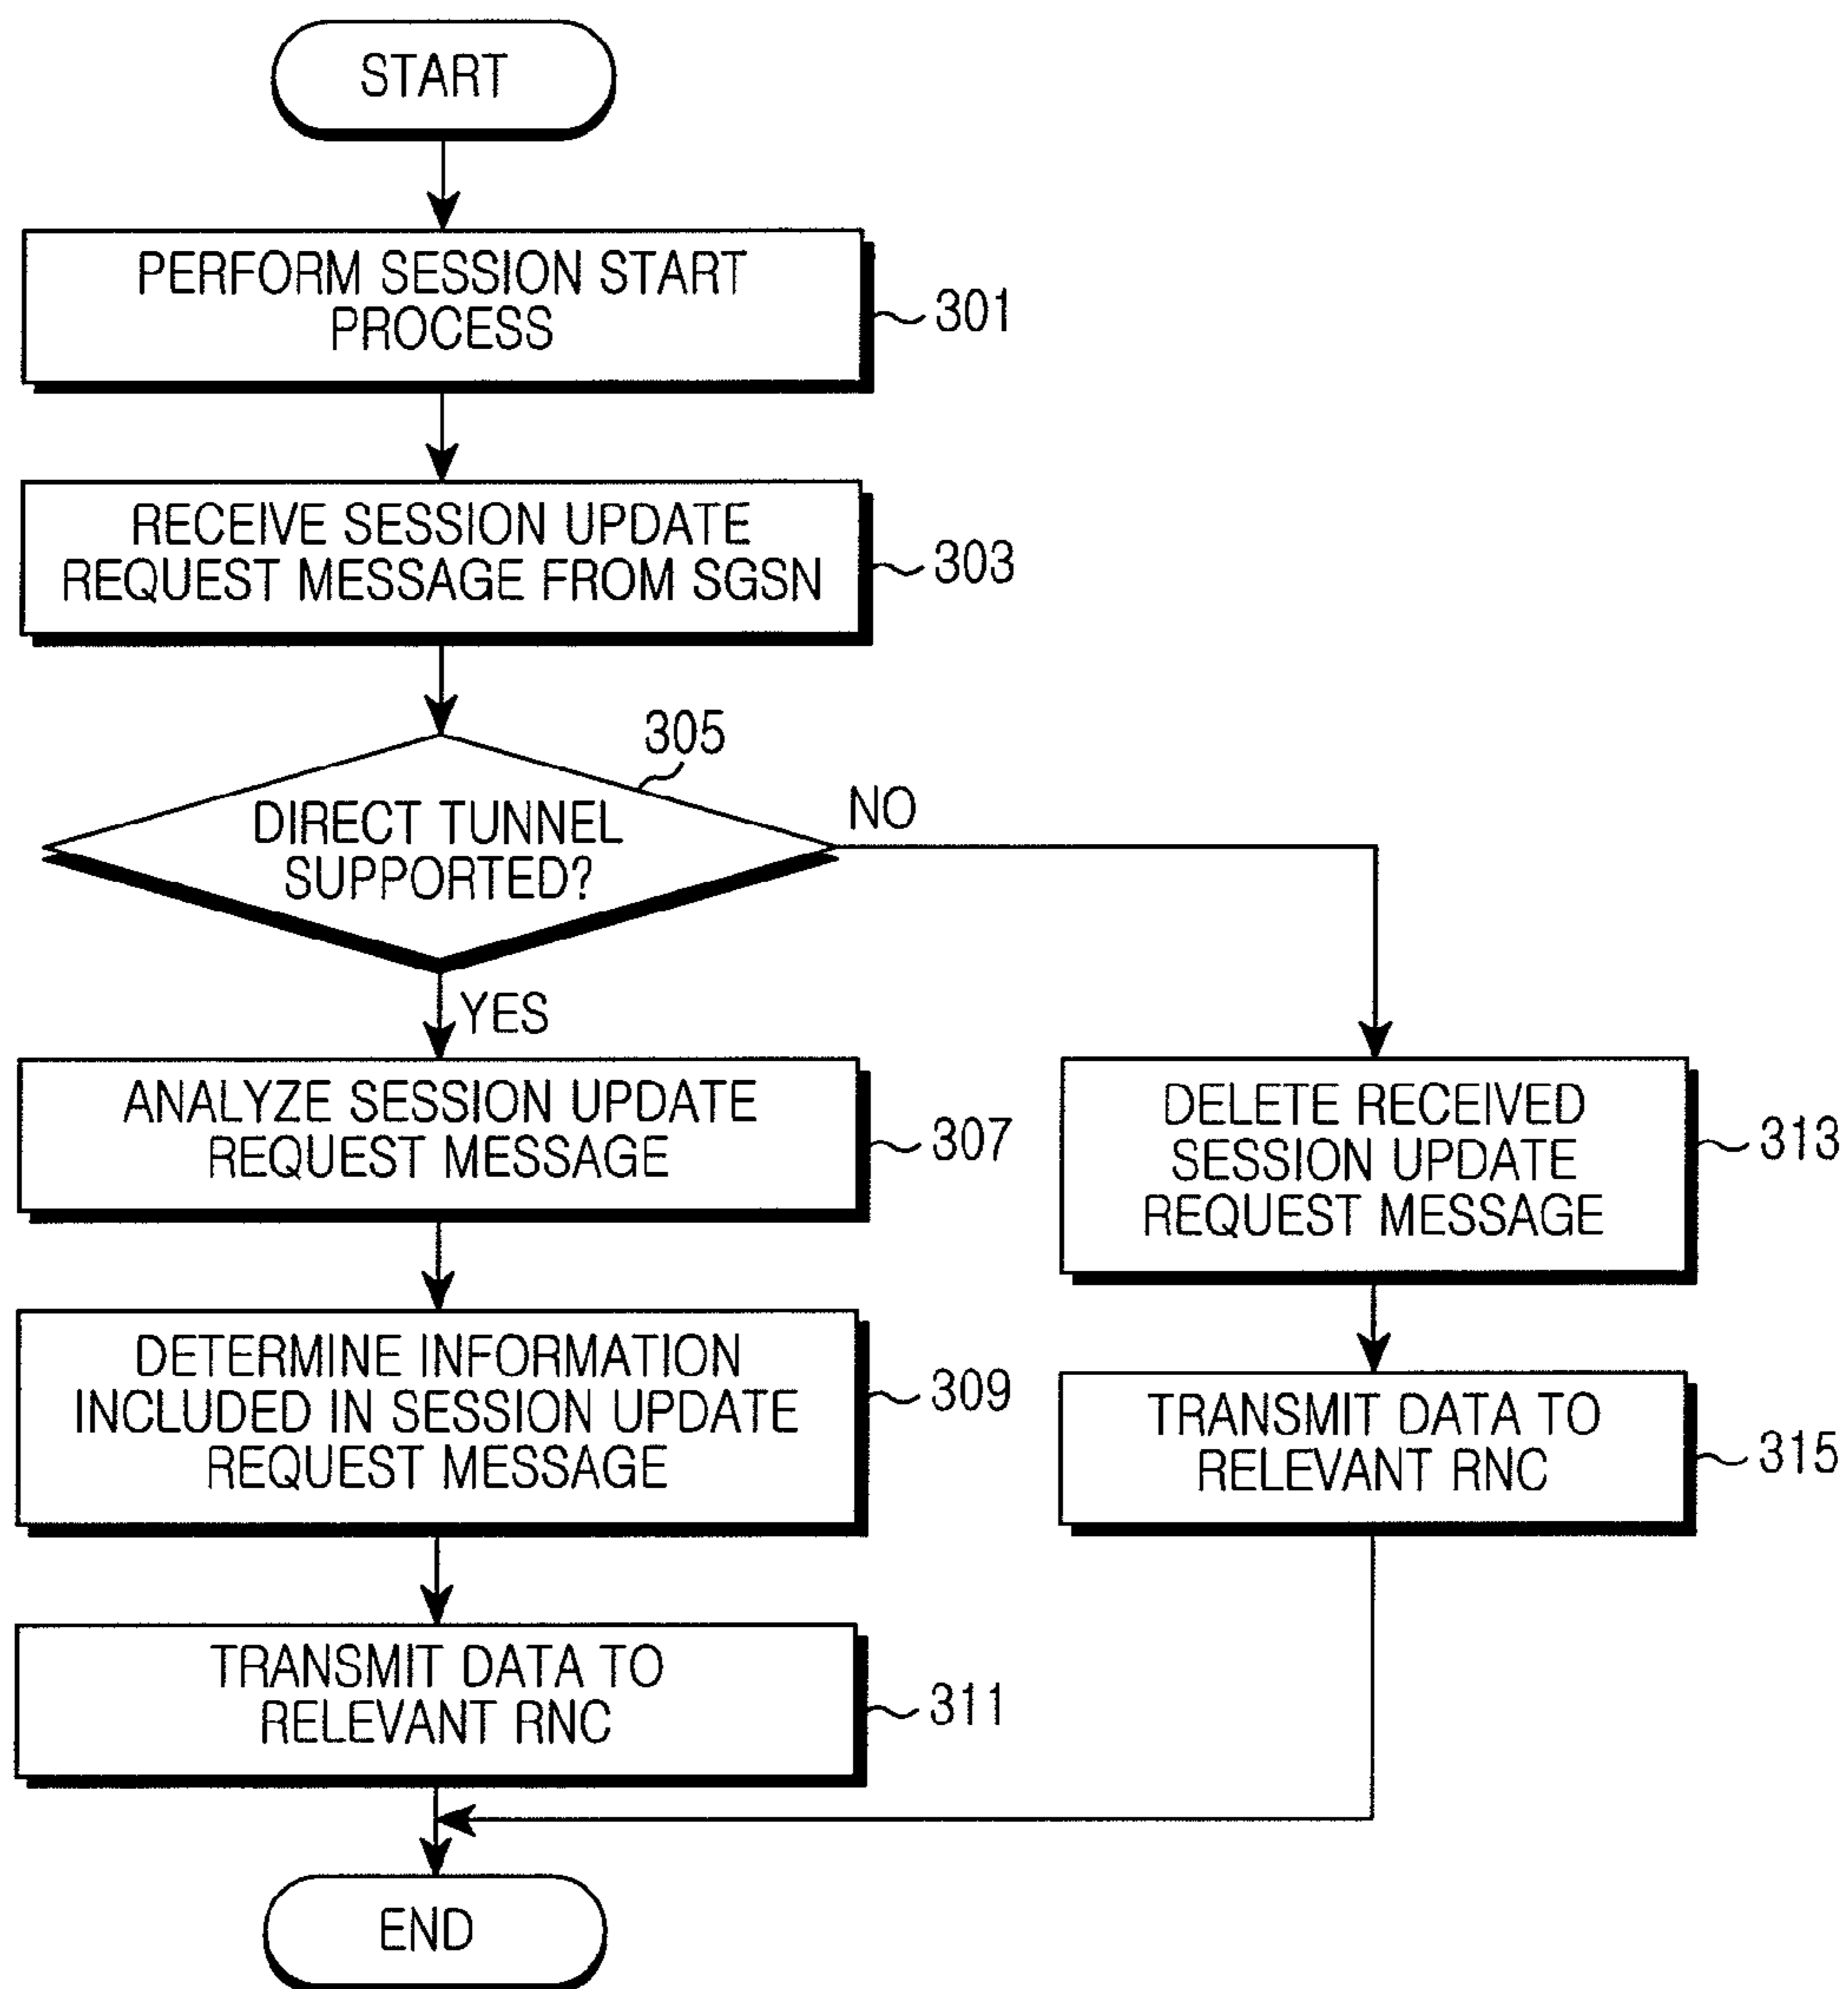 START
PERFORM SESSION START
PROCESS
301
RECEIVE SESSION UPDATE
REQUEST MESSAGE FROM SGSN
303
305
DIRECT TUNNEL
SUPPORTED?
NO
YES
ANALYZE SESSION UPDATE
REQUEST MESSAGE
307
DELETE RECEIVED
SESSION UPDATE
REQUEST MESSAGE
313
DETERMINE INFORMATION
INCLUDED IN SESSION UPDATE
REQUEST MESSAGE
309
TRANSMIT DATA TO
RELEVANT RNC
315
TRANSMIT DATA TO
RELEVANT RNC
311
END